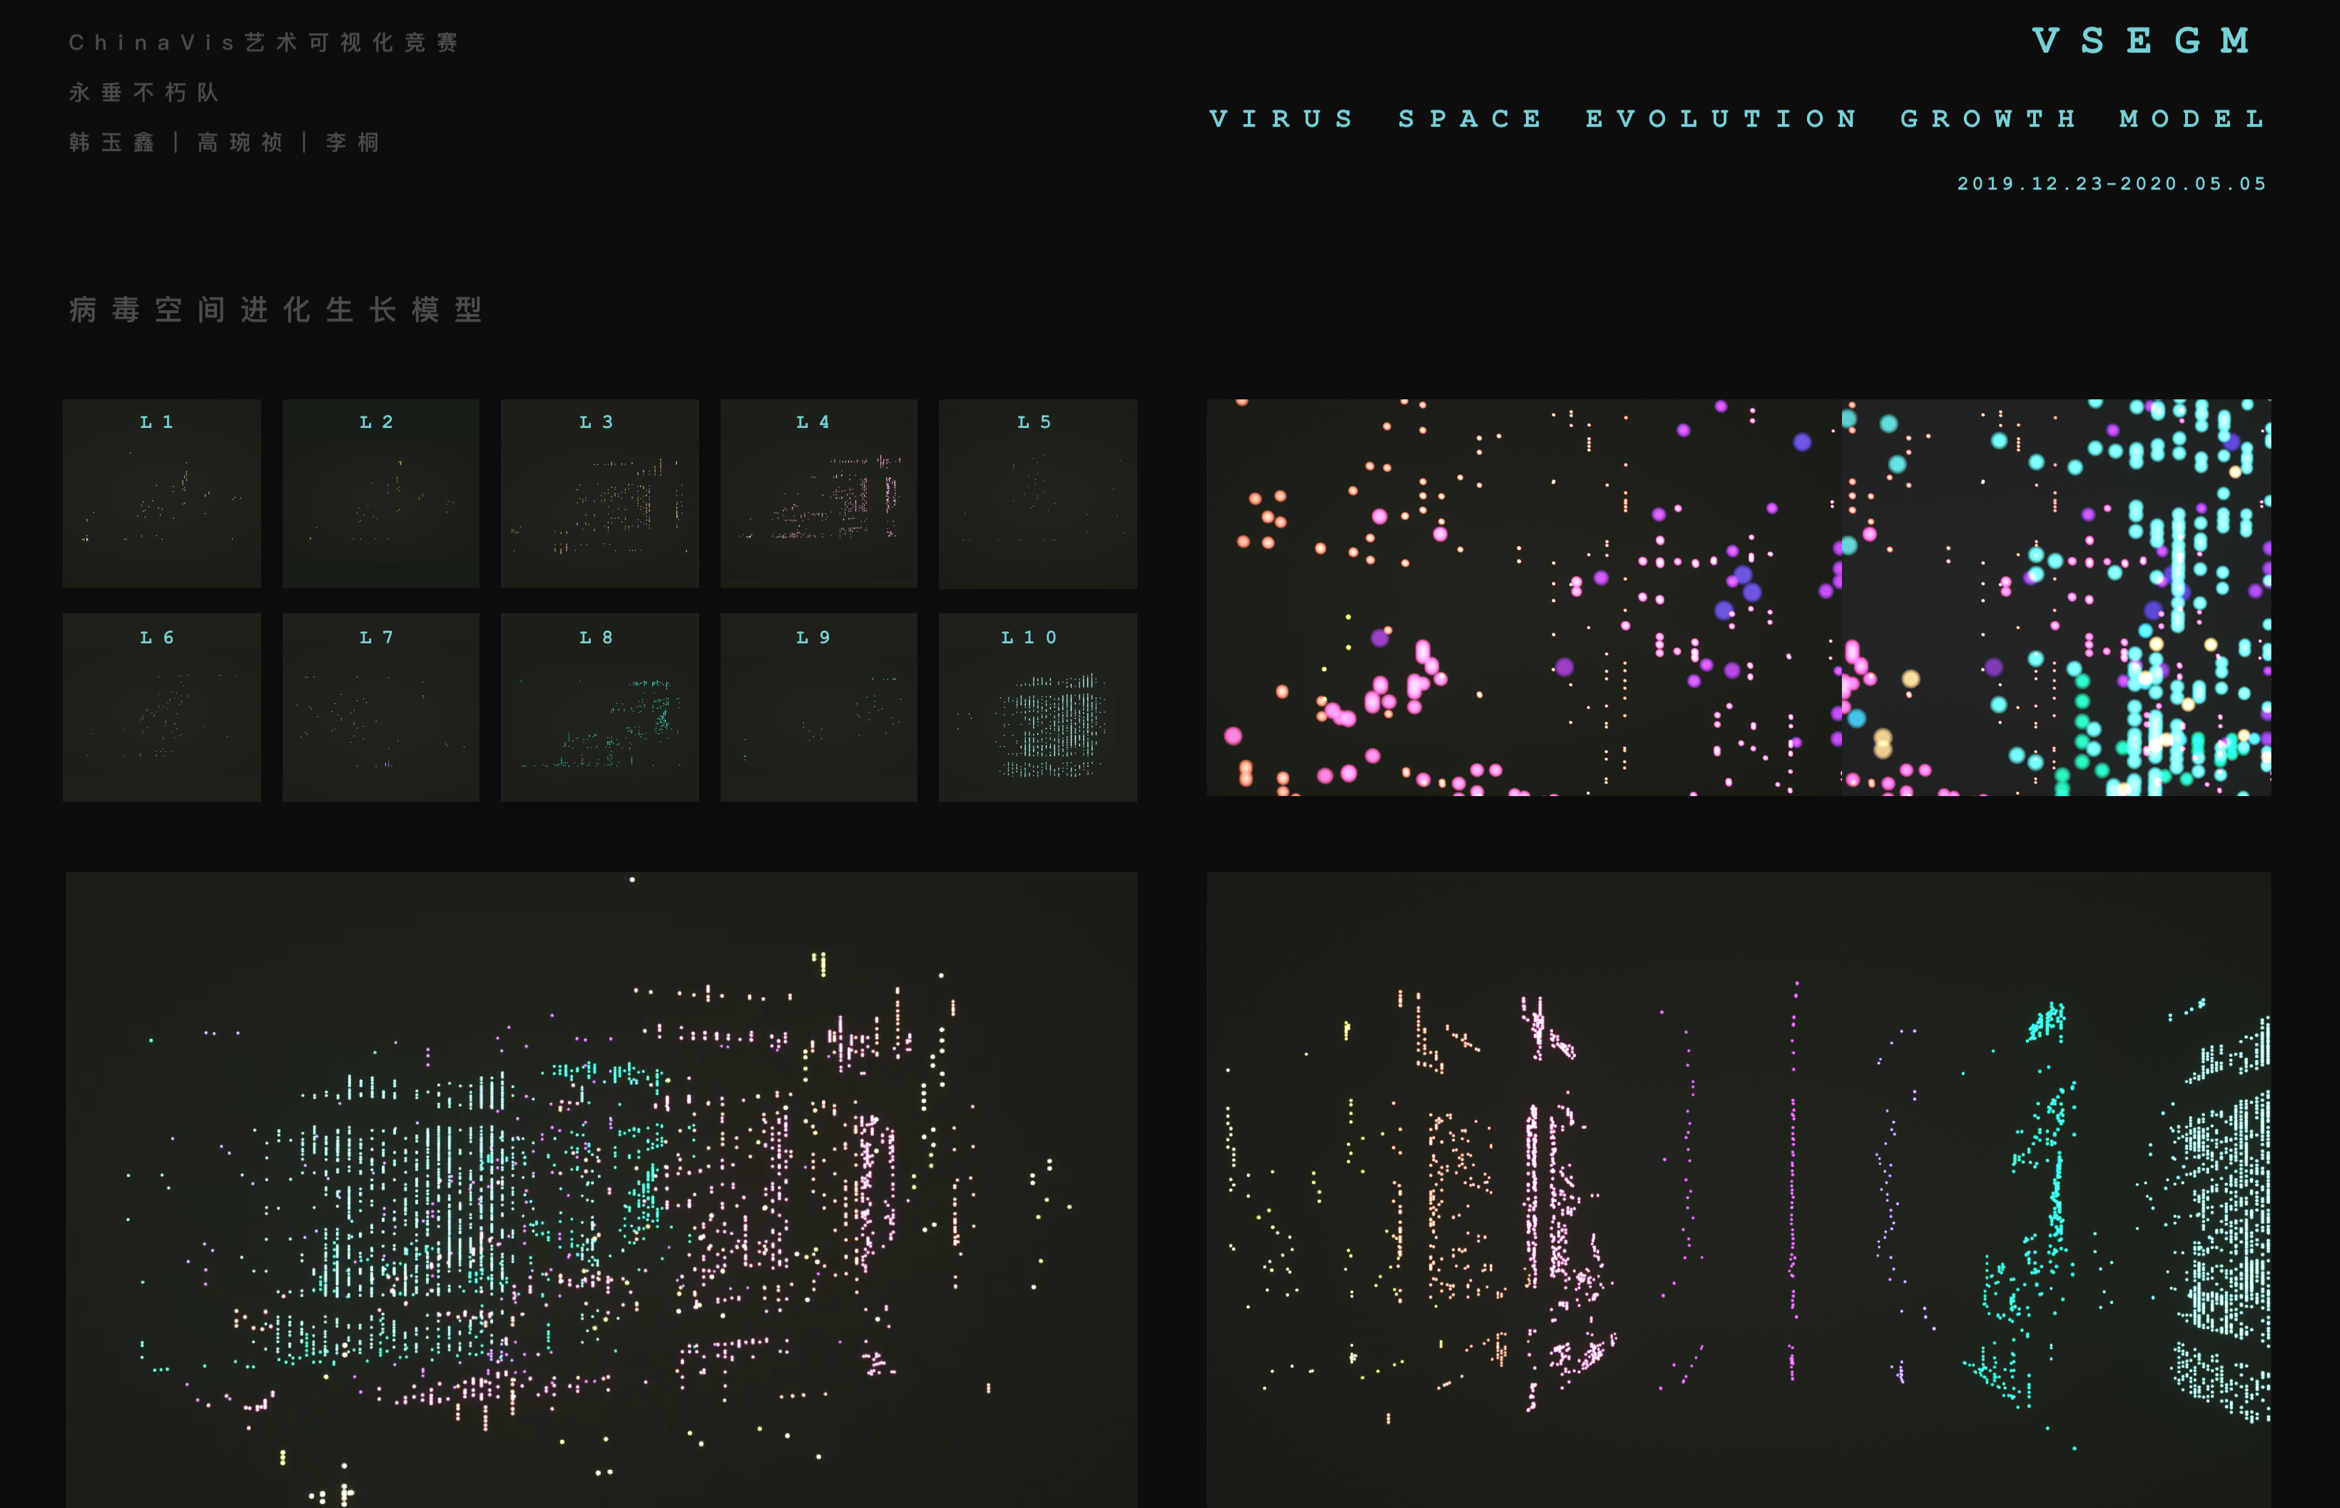 ChinaVis艺术可视化竞赛
永垂不朽队
韩玉鑫｜高琬祯｜李桐
VSEGM
VIRUS SPACE EVOLUTION GROWTH MODEL
2019.12.23-2020.05.05
病毒空间进化生长模型
L1
L2
L3
L4
L5
L6
L7
L8
L9
L10